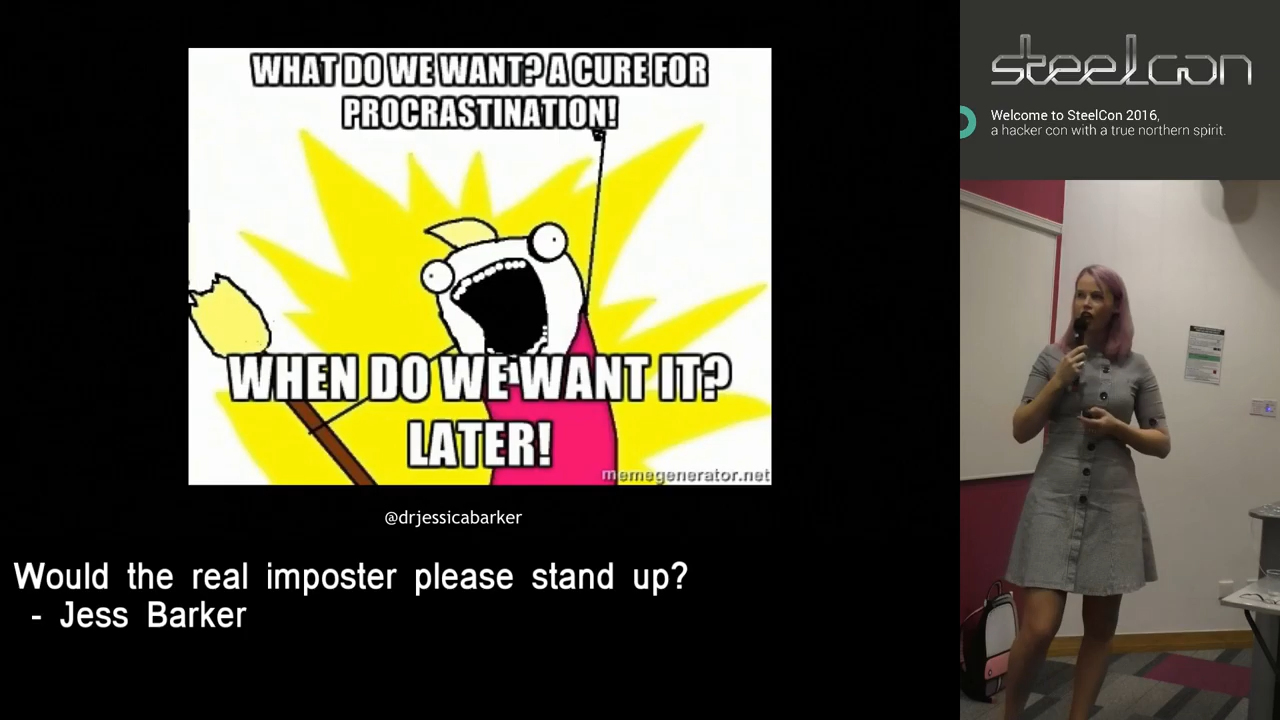 WHAT DO WE WANT? A CURE FOR
PROCRASTINATION!
WHEN DO WE WANT IT?
LATER!
memegenerator.net
@drjessicabarker
Would the real imposter please stand up?
- Jess Barker
steelcon
Welcome to SteelCon 2016,
a hacker con with a true northern spirit.